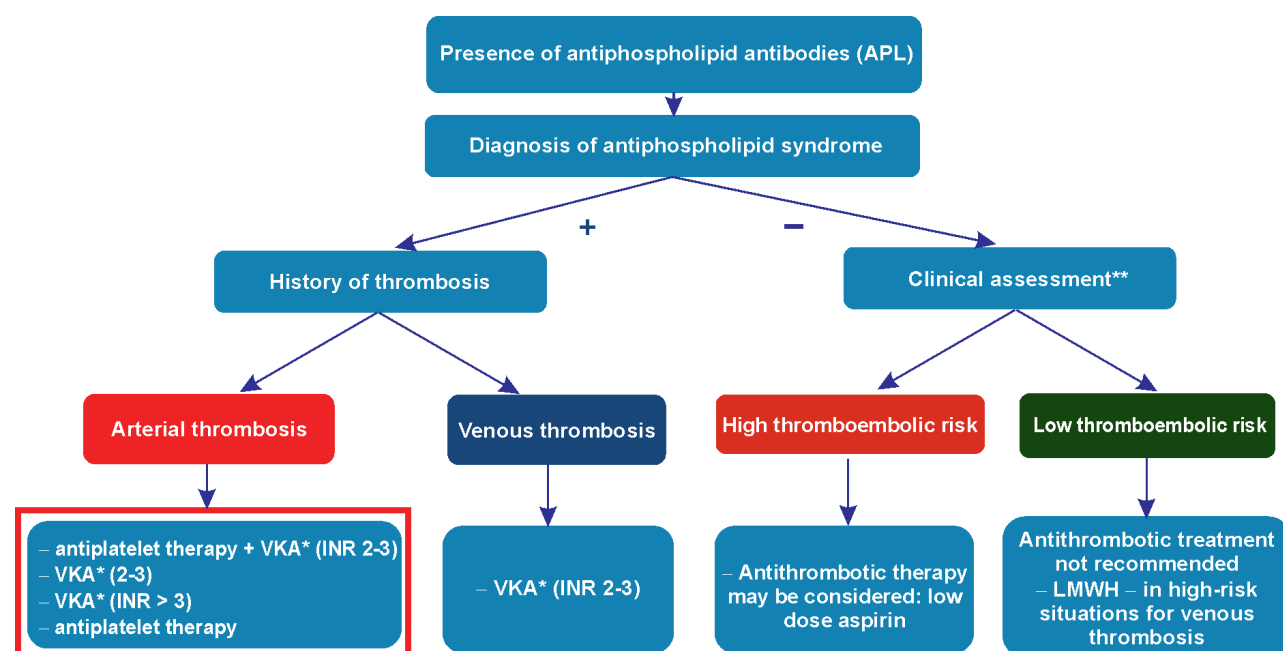 Presence of antiphospholipid antibodies (APL)
Diagnosis of antiphospholipid syndrome
+
–
History of thrombosis
Clinical assessment**
Arterial thrombosis
Venous thrombosis
High thromboembolic risk
Low thromboembolic risk
– antiplatelet therapy + VKA* (INR 2-3)
– VKA* (2-3)
– VKA* (INR > 3)
– antiplatelet therapy
– VKA* (INR 2-3)
– Antithrombotic therapy
may be considered: low
dose aspirin
Antithrombotic treatment
not recommended
– LMWH – in high-risk
situations for venous
thrombosis